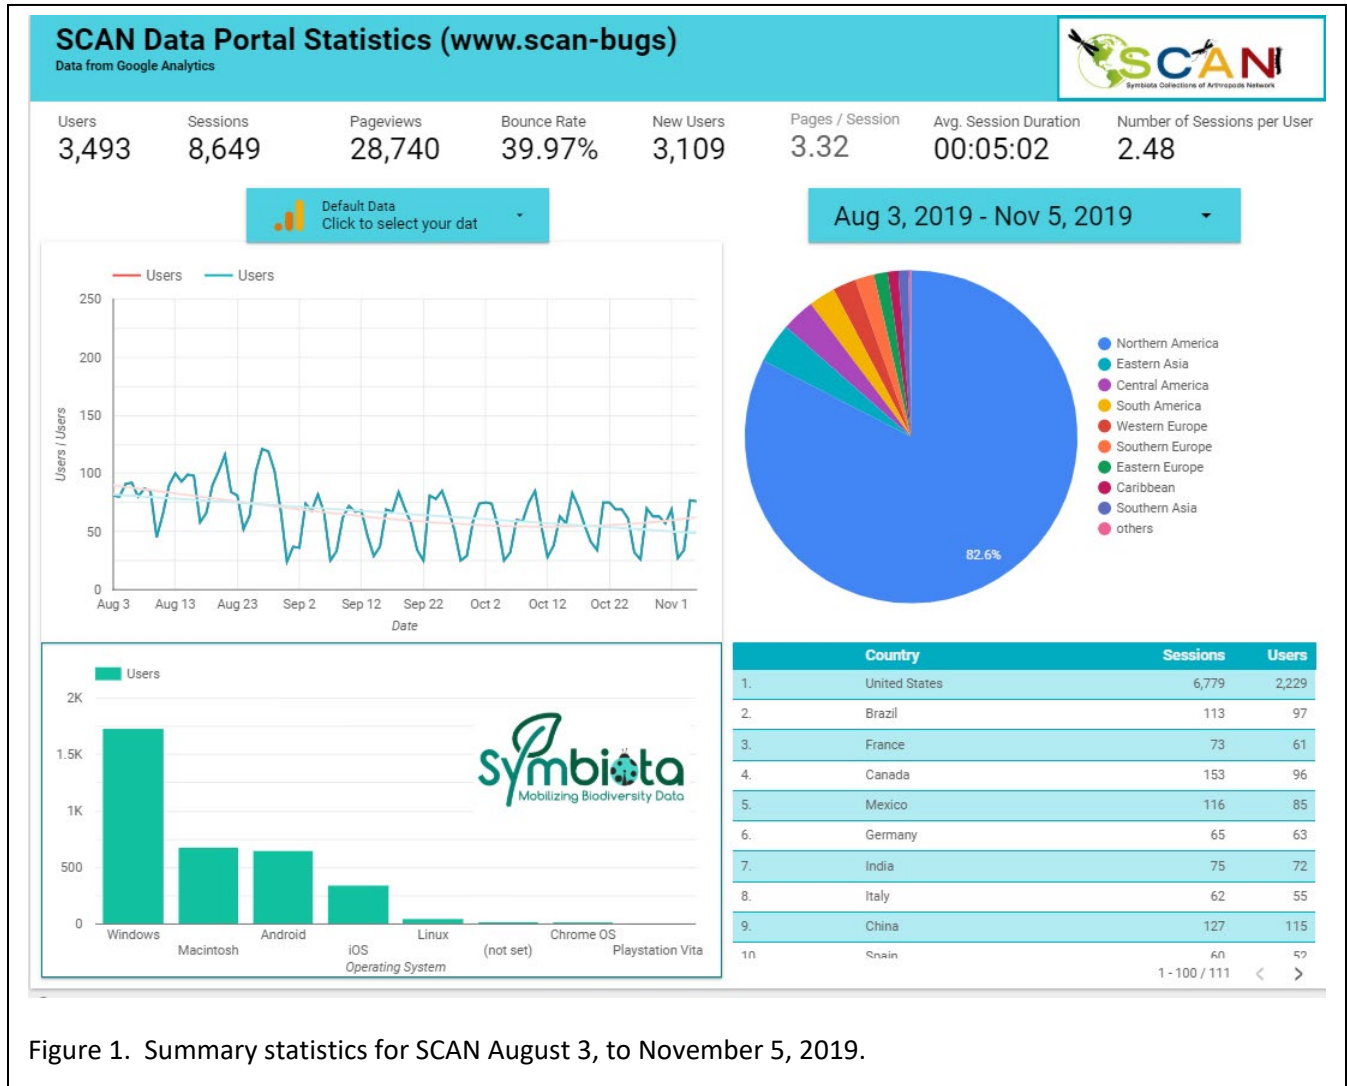 SCAN Data Portal Statistics (www.scan-bugs)
Data from Google Analytics
SCAN
Symbiota Collections of Arthropods Network
Users Sessions Pageviews Bounce Rate New Users Pages / Session Avg. Session Duration Number of Sessions per User
3,493 8,649 28,740 39.97% 3,109 3.32 00:05:02 2.48
Default Data
Click to select your dat
Aug 3, 2019 - Nov 5, 2019
Users Users
250
200
150
100
50
0
Users / Users
Aug 3 Aug 13 Aug 23 Sep 2 Sep 12 Sep 22 Oct 2 Oct 12 Oct 22 Nov 1
Date
82.6%
Northern America
Eastern Asia
Central America
South America
Western Europe
Southern Europe
Eastern Europe
Caribbean
Southern Asia
others
Users
2K
1.5K
1K
500
0
Symbiota
Mobilizing Biodiversity Data
Windows Android Linux Chrome OS
Macintosh iOS (not set) Playstation Vita
Operating System
Country Sessions Users
1. United States 6,779 2,229
2. Brazil 113 97
3. France 73 61
4. Canada 153 96
5. Mexico 116 85
6. Germany 65 63
7. India 75 72
8. Italy 62 55
9. China 127 115
10 Spain 60 52
1 - 100 / 111 < >
Figure 1.  Summary statistics for SCAN August 3, to November 5, 2019.